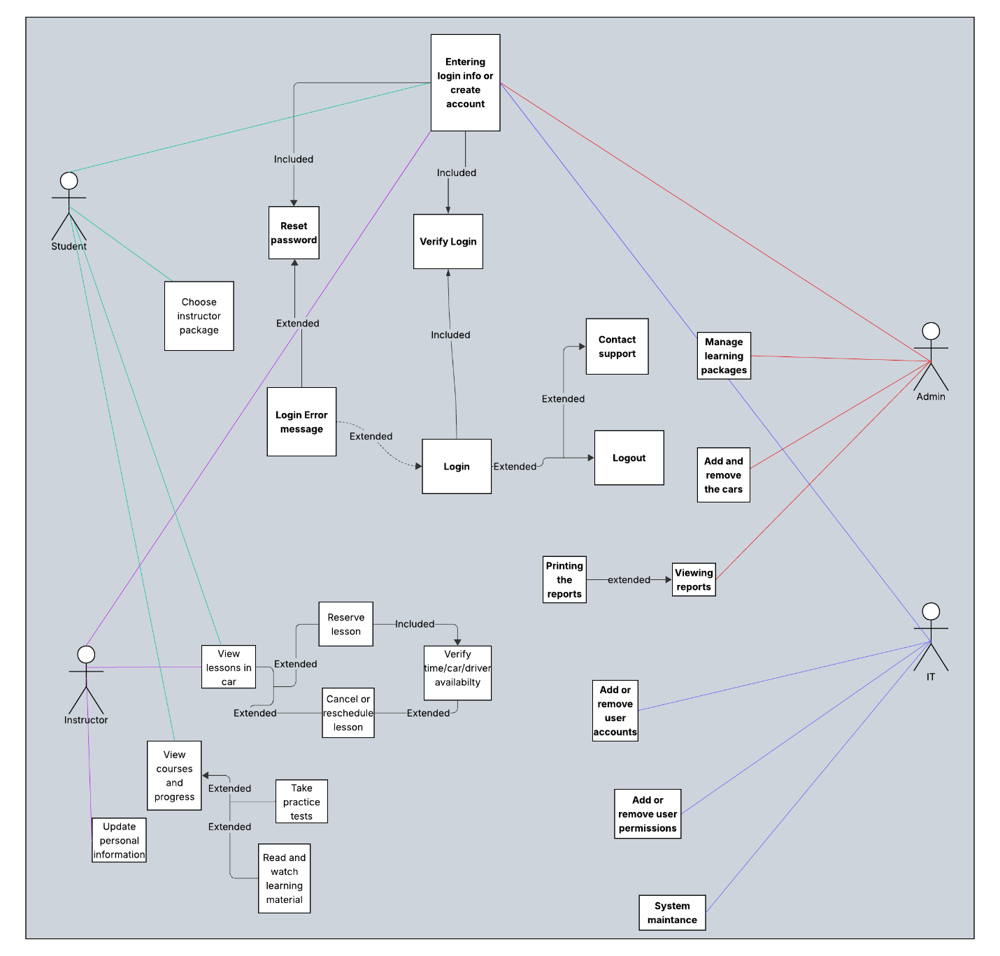 Entering
login info or
create
account
Included
Included
Student
Reset
password
Verify Login
Choose
instructor
package
Extended
Included
Contact
support
Manage
learning
packages
Admin
Login Error
message
Extended
Extended
Login
Extended
Logout
Add and
remove
the cars
Printing
the
reports
extended
Viewing
reports
Reserve
lesson
Included
View
lessons in
car
Extended
Verify
time/car/driver
availabilty
Instructor
Extended
Cancel or
reschedule
lesson
Extended
IT
Add or
remove
user
accounts
View
courses
and
progress
Extended
Take
practice
tests
Extended
Add or
remove user
permissions
Update
personal
information
Read and
watch
learning
material
System
maintance